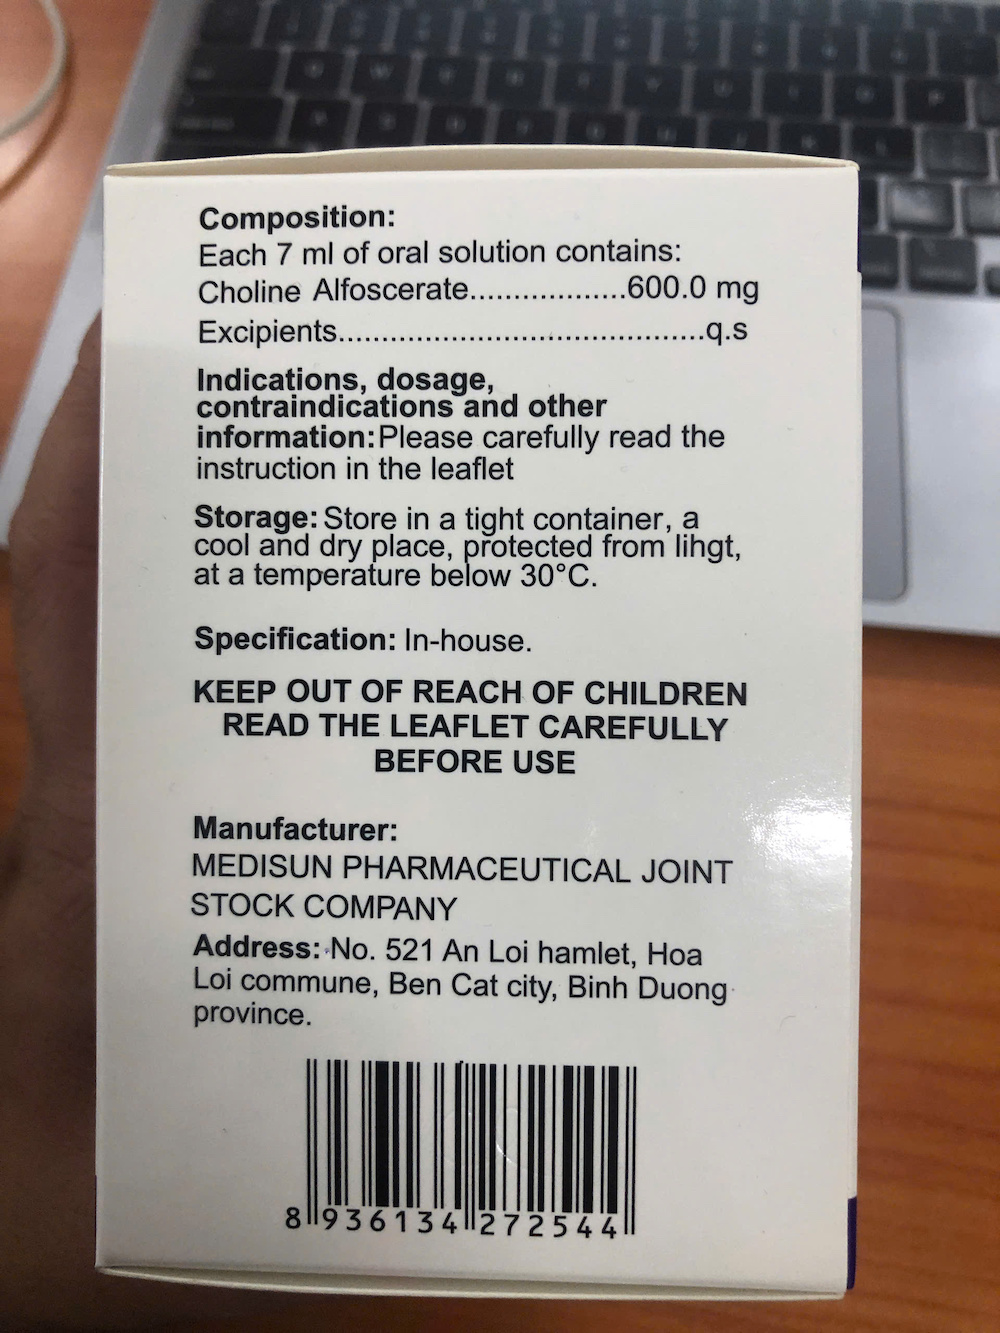 Composition:
Each 7 ml of oral solution contains:
Choline Alfoscerate..................600.0 mg
Excipients..........................................q.s
Indications, dosage,
contraindications and other
information: Please carefully read the
instruction in the leaflet
Storage: Store in a tight container, a
cool and dry place, protected from lihgt,
at a temperature below 30°C.
Specification: In-house.
KEEP OUT OF REACH OF CHILDREN
READ THE LEAFLET CAREFULLY
BEFORE USE
Manufacturer:
MEDISUN PHARMACEUTICAL JOINT
STOCK COMPANY
Address: No. 521 An Loi hamlet, Hoa
Loi commune, Ben Cat city, Binh Duong
province.
8 936134 272544